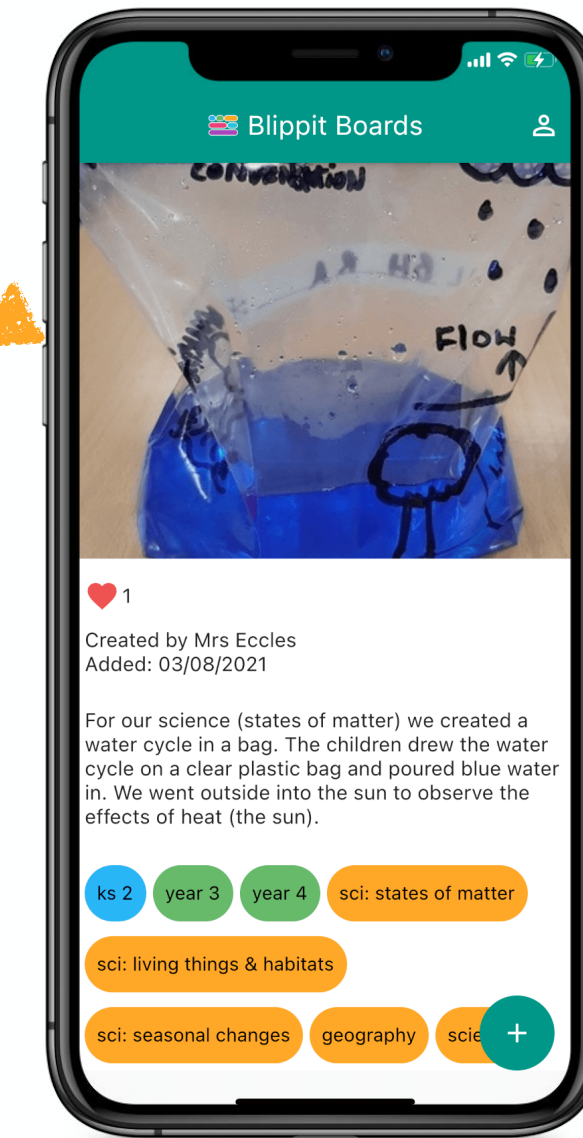 Blippit Boards
FLOW
1
Created by Mrs Eccles
Added: 03/08/2021
For our science (states of matter) we created a
water cycle in a bag. The children drew the water
cycle on a clear plastic bag and poured blue water
in. We went outside into the sun to observe the
effects of heat (the sun).
ks 2 year 3 year 4 sci: states of matter
sci: living things & habitats
sci: seasonal changes geography scie +